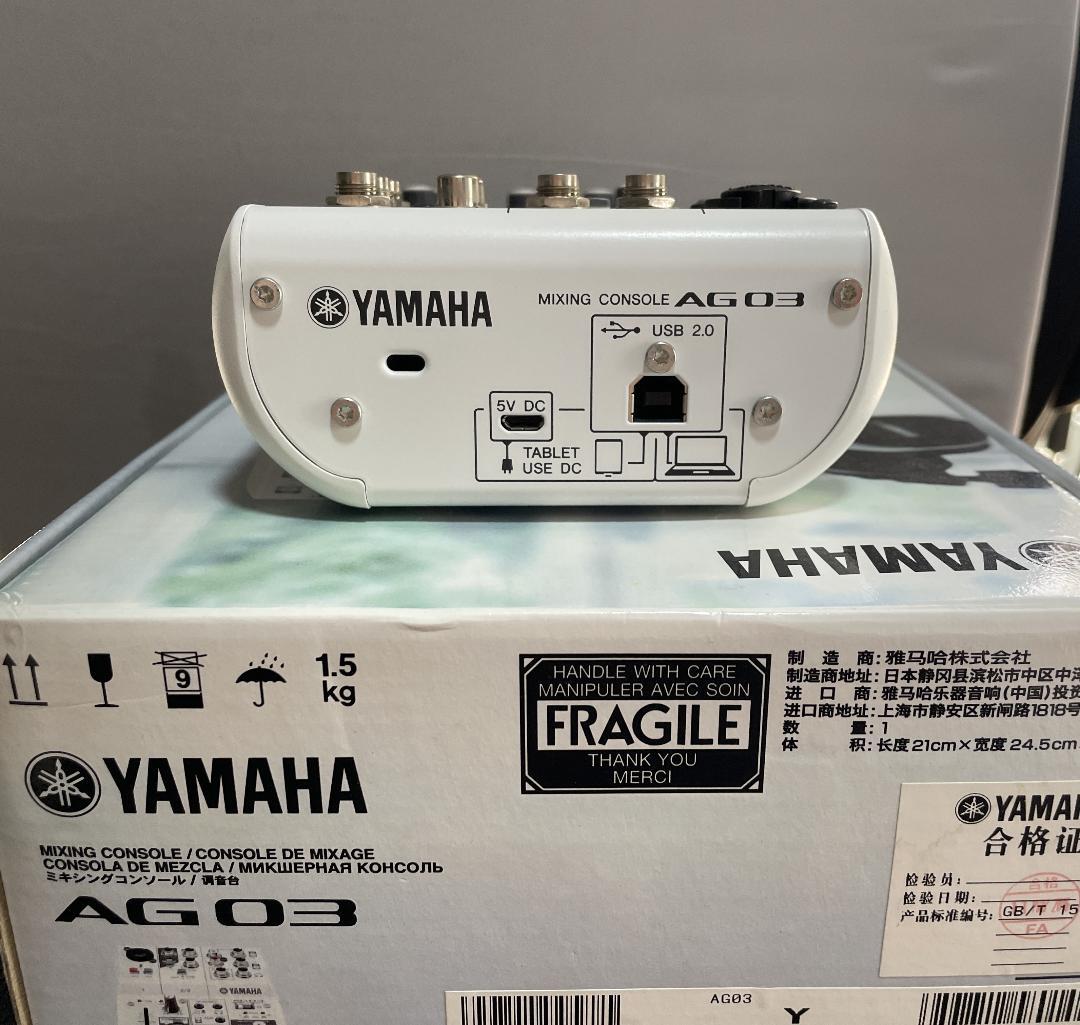 YAMAHA
MIXING CONSOLE AG03
USB 2.0
5V DC
TABLET
USE DC
YAMAHA
9
1.5
kg
HANDLE WITH CARE
MANIPULER AVEC SOIN
FRAGILE
THANK YOU
MERCI
制 造 商:雅马哈株式会社
制造商地址:日本静冈县滨松市中区中
进 口 商:雅马哈乐器音响(中国)投
进口商地址:上海市静安区新闸路1818
数 量:1
体 积:长度21cm×宽度24.5cm
YAMAHA
MIXING CONSOLE / CONSOLE DE MIXAGE
CONSOLA DE MEZCLA / МИКШЕРНАЯ КОНСОЛЬ
ミキシングコンソール / 调音台
AG03
YAMAHA
YAMA
合格证
检验员:
检验日期:
产品标准编号: GB/T 15
合格
FA
AG03
Y